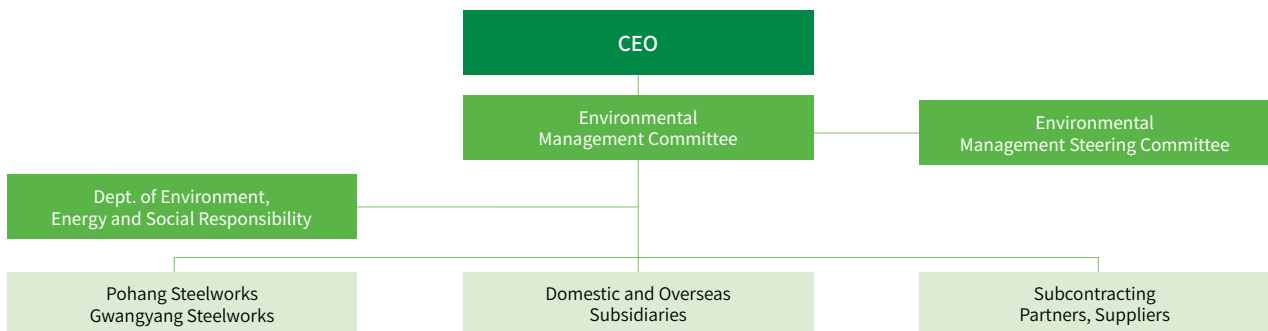 CEO
Environmental
Management Committee
Environmental
Management Steering Committee
Dept. of Environment,
Energy and Social Responsibility
Pohang Steelworks
Gwangyang Steelworks
Domestic and Overseas
Subsidiaries
Subcontracting
Partners, Suppliers